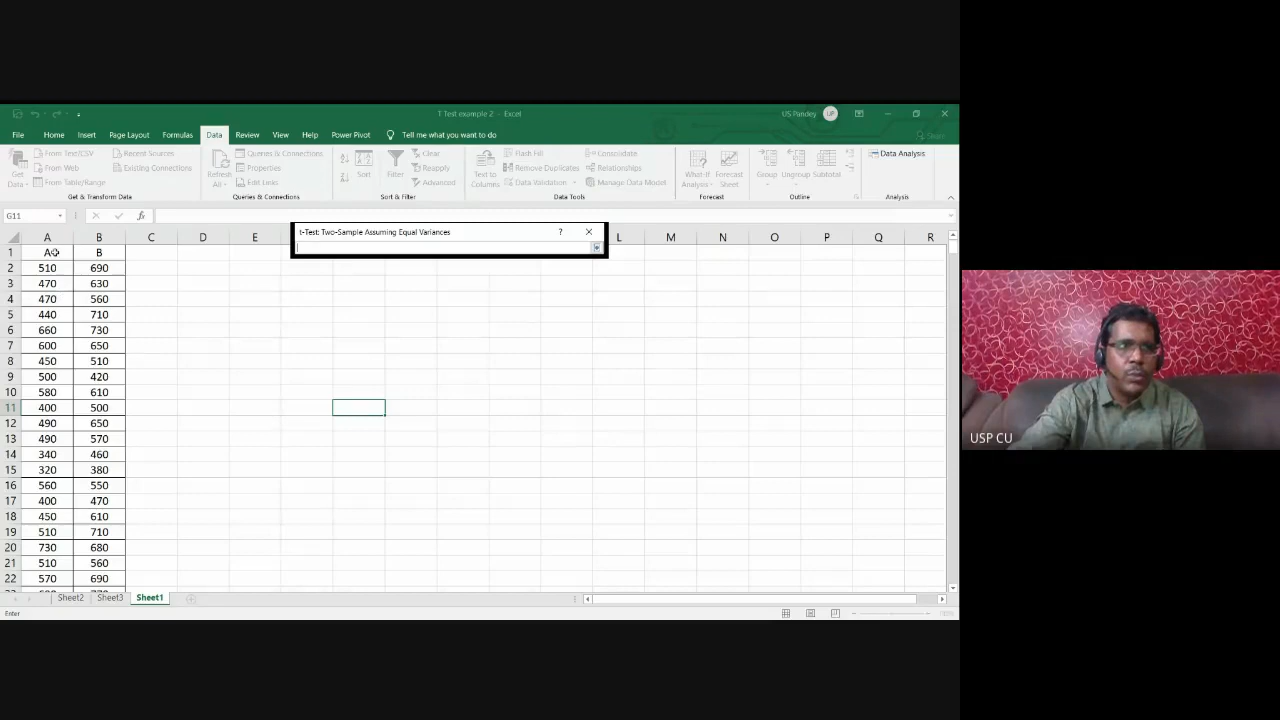 T Test example 2 - Excel
US Pandey
UP
File Home Insert Page Layout Formulas Data Review View Help Power Pivot Tell me what you want to do
Share
Get
Data
From Text/CSV
From Web
From Table/Range
Recent Sources
Existing Connections
Get & Transform Data
Refresh
All
Queries & Connections
Properties
Edit Links
Queries & Connections
Sort
Filter
Clear
Reapply
Advanced
Sort & Filter
Text to
Columns
Flash Fill
Remove Duplicates
Data Validation
Consolidate
Relationships
Manage Data Model
Data Tools
What-If
Analysis
Forecast
Sheet
Forecast
Group
Ungroup
Subtotal
Outline
Data Analysis
Analysis
G11
fx
t-Test: Two-Sample Assuming Equal Variances ?
A B C D E L M N O P Q R
1 A B
2 510 690
3 470 630
4 470 560
5 440 710
6 660 730
7 600 650
8 450 510
9 500 420
10 580 610
11 400 500
12 490 650
13 490 570
14 340 460
15 320 380
16 560 550
17 400 470
18 450 610
19 510 710
20 730 680
21 510 560
22 570 690
Sheet2 Sheet3 Sheet1
Enter
USP CU